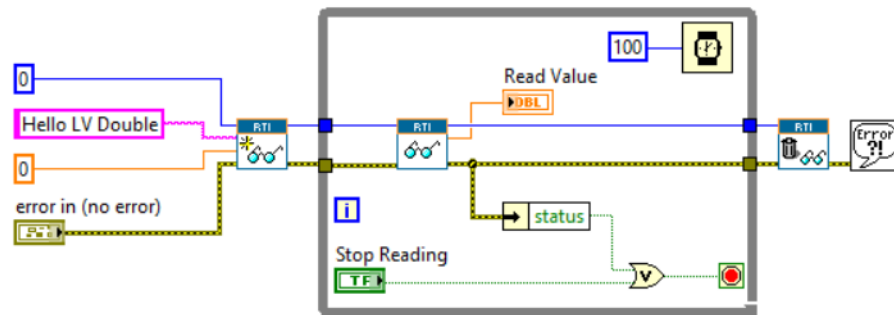 100
Read Value
0
DBL
Hello LV Double
RTI
RTI
RTI
Error
?!
0
error in (no error)
i
status
Stop Reading
TF
V